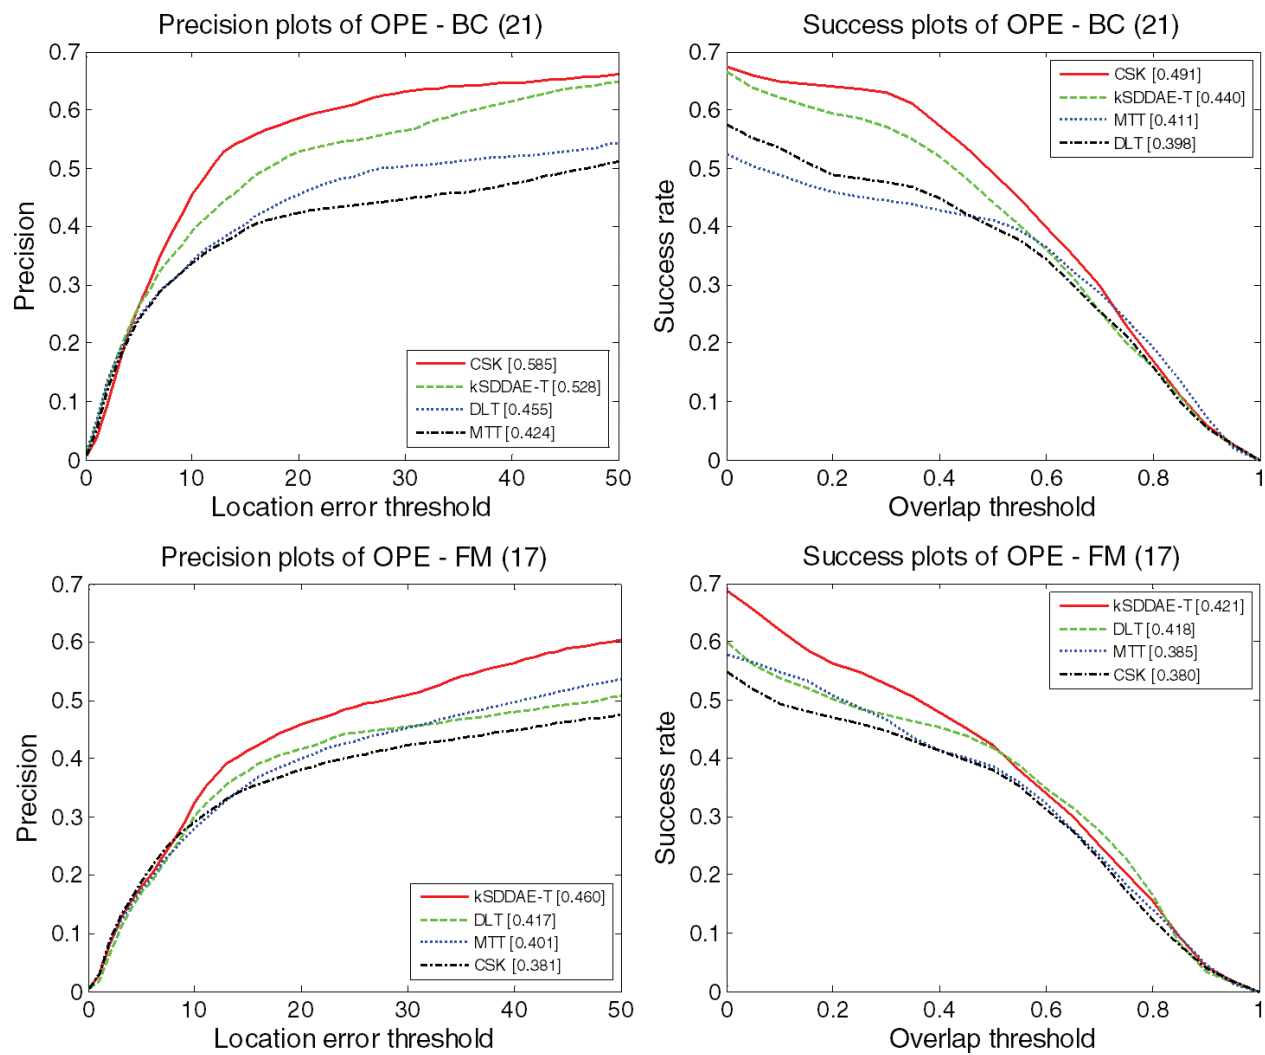 Precision plots of OPE - BC (21)
Precision
0.7
0.6
0.5
0.4
0.3
0.2
0.1
0
CSK [0.585]
kSDDAE-T [0.528]
DLT [0.455]
MTT [0.424]
0 10 20 30 40 50
Location error threshold
Success plots of OPE - BC (21)
Success rate
0.7
0.6
0.5
0.4
0.3
0.2
0.1
0
CSK [0.491]
kSDDAE-T [0.440]
MTT [0.411]
DLT [0.398]
0 0.2 0.4 0.6 0.8 1
Overlap threshold
Precision plots of OPE - FM (17)
Precision
0.7
0.6
0.5
0.4
0.3
0.2
0.1
0
kSDDAE-T [0.460]
DLT [0.417]
MTT [0.401]
CSK [0.381]
0 10 20 30 40 50
Location error threshold
Success plots of OPE - FM (17)
Success rate
0.7
0.6
0.5
0.4
0.3
0.2
0.1
0
kSDDAE-T [0.421]
DLT [0.418]
MTT [0.385]
CSK [0.380]
0 0.2 0.4 0.6 0.8 1
Overlap threshold